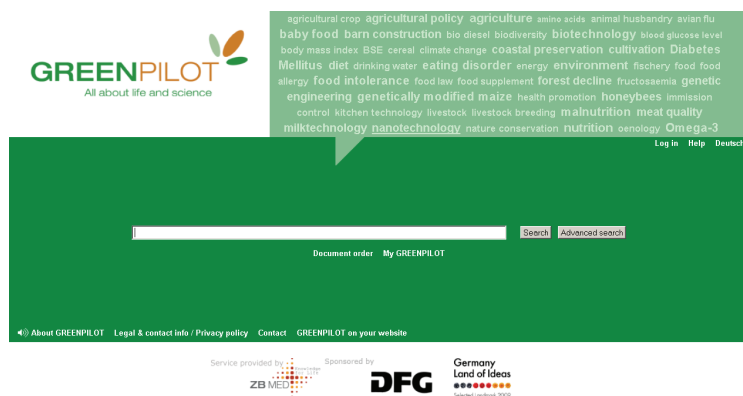 agricultural crop agricultural policy agriculture amino acids animal husbandry avian flu
baby food barn construction bio diesel biodiversity biotechnology blood glucose level
body mass index BSE cereal climate change coastal preservation cultivation Diabetes
Mellitus diet drinking water eating disorder energy environment fischery food food
allergy food intolerance food law food supplement forest decline fructosaemia genetic
engineering genetically modified maize health promotion honeybees immission
control kitchen technology livestock livestock breeding malnutrition meat quality
milktechnology nanotechnology nature conservation nutrition oenology Omega-3
GREENPILOT
All about life and science
Log in Help Deutsch
Search Advanced search
Document order My GREENPILOT
About GREENPILOT Legal & contact info / Privacy policy Contact GREENPILOT on your website
Service provided by
ZB MED
Knowledge
for life
Sponsored by
DFG
Germany
Land of Ideas
Selected Landmark 2009